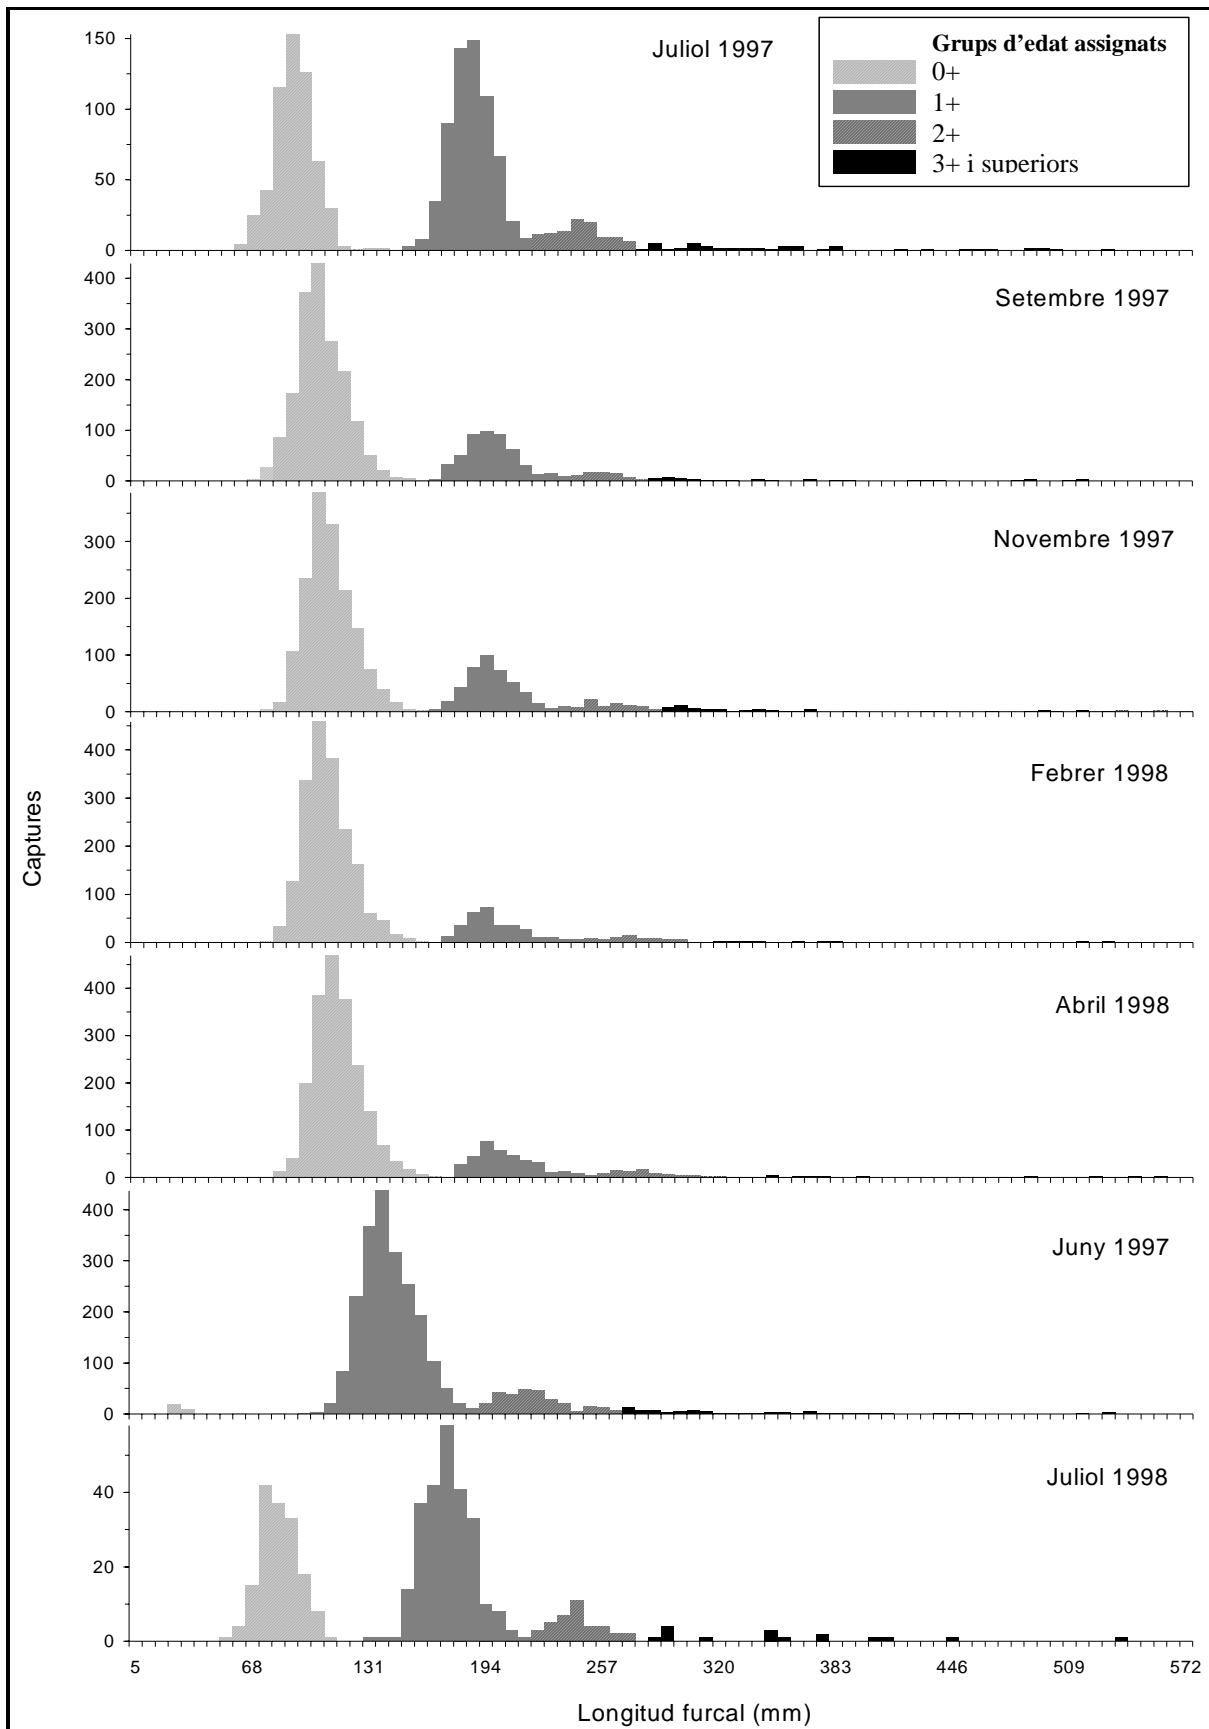 Grups d'edat assignats
0+
1+
2+
3+ i superiors
Juliol 1997
150
100
50
0
Setembre 1997
400
300
200
100
0
Novembre 1997
300
200
100
0
Febrer 1998
400
300
200
100
0
Abril 1998
400
300
200
100
0
Juny 1997
400
300
200
100
0
Juliol 1998
40
20
0
Captures
5 68 131 194 257 320 383 446 509 572
Longitud furcal (mm)